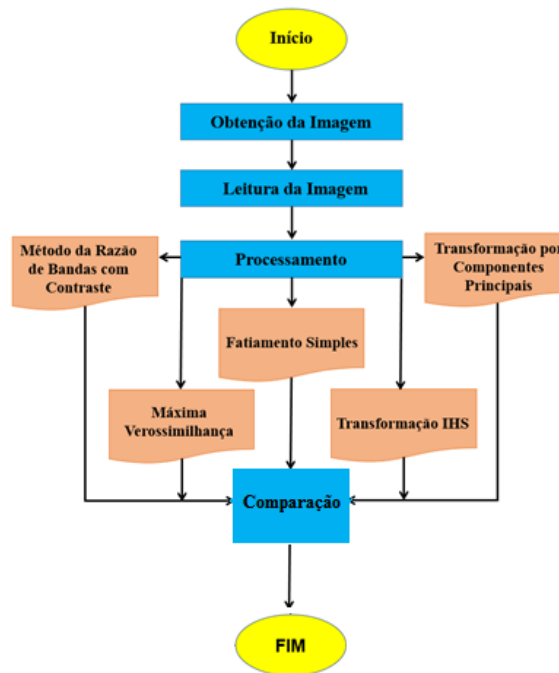 Início
Obtenção da Imagem
Leitura da Imagem
Método da Razão
de Bandas com
Contraste
Processamento
Transformação por
Componentes
Principais
Fatiamento Simples
Máxima
Verossimilhança
Transformação IHS
Comparação
FIM